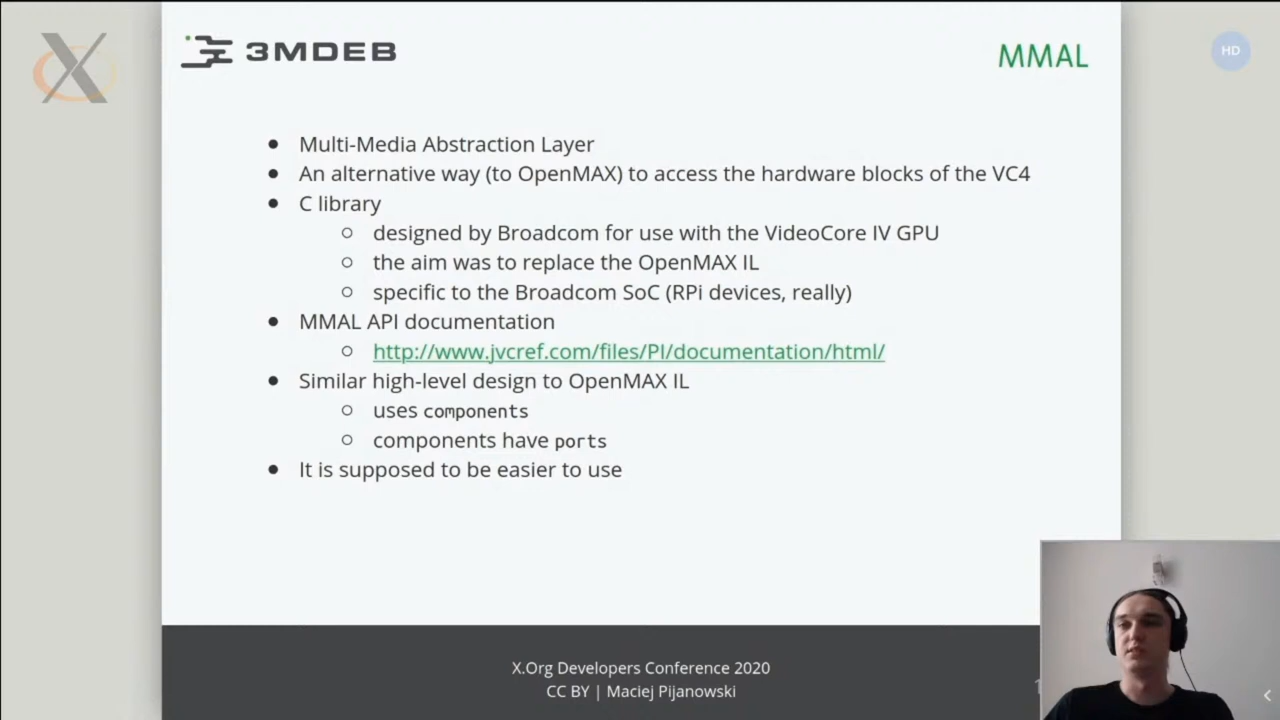 3MDEB
MMAL
HD
Multi-Media Abstraction Layer
An alternative way (to OpenMAX) to access the hardware blocks of the VC4
C library
designed by Broadcom for use with the VideoCore IV GPU
the aim was to replace the OpenMAX IL
specific to the Broadcom SoC (RPi devices, really)
MMAL API documentation
http://www.jvcref.com/files/PI/documentation/html/
Similar high-level design to OpenMAX IL
uses components
components have ports
It is supposed to be easier to use
X.Org Developers Conference 2020
CC BY | Maciej Pijanowski